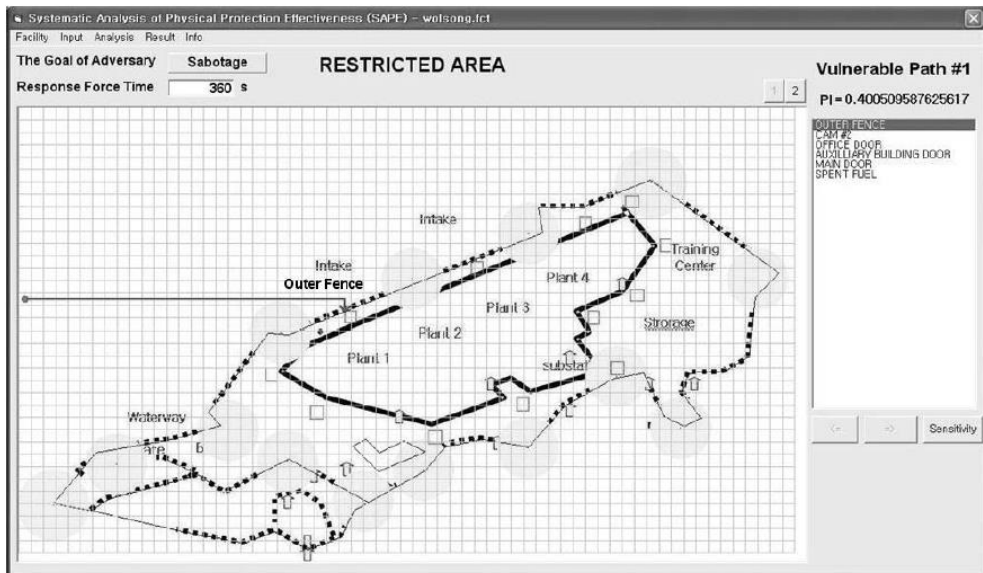 Systematic Analysis of Physical Protection Effectiveness (SAPE) - wolsong.fct
Facility Input Analysis Result Info
The Goal of Adversary Sabotage
RESTRICTED AREA
Response Force Time 360 s
1 2
Vulnerable Path #1
PI = 0.400509587625617
OUTER FENCE
CAM #2
OFFICE DOOR
AUXILLIARY BUILDING DOOR
MAIN DOOR
SPENT FUEL
Sensitivity
Intake
Training
Center
Intake
Outer Fence
Plant 4
Plant 3
Strorage
Plant 2
Plant 1
substat
Waterway
are b